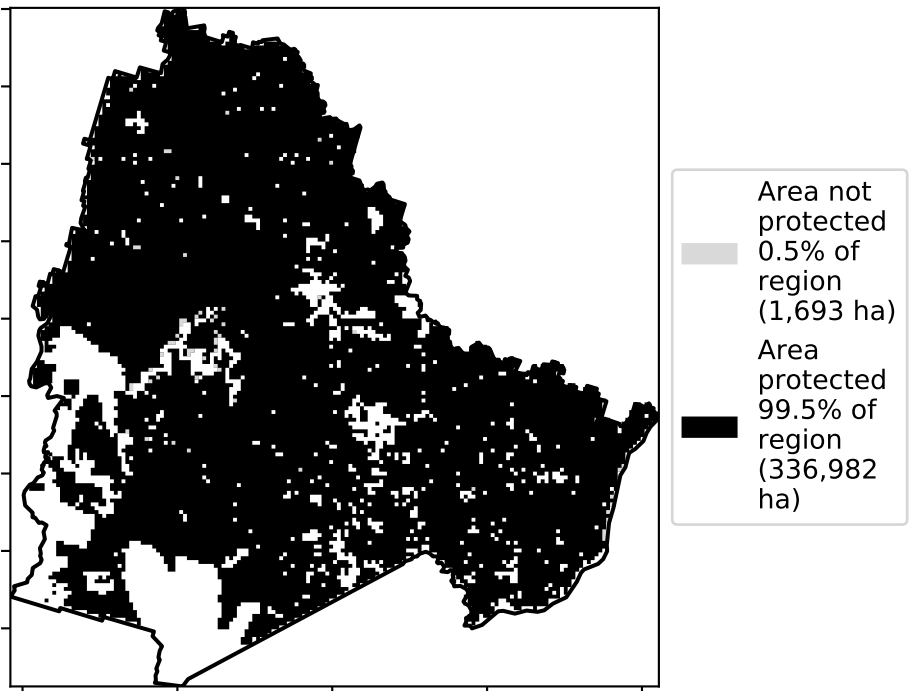 Area not
protected
0.5% of
region
(1,693 ha)
Area
protected
99.5% of
region
(336,982
ha)